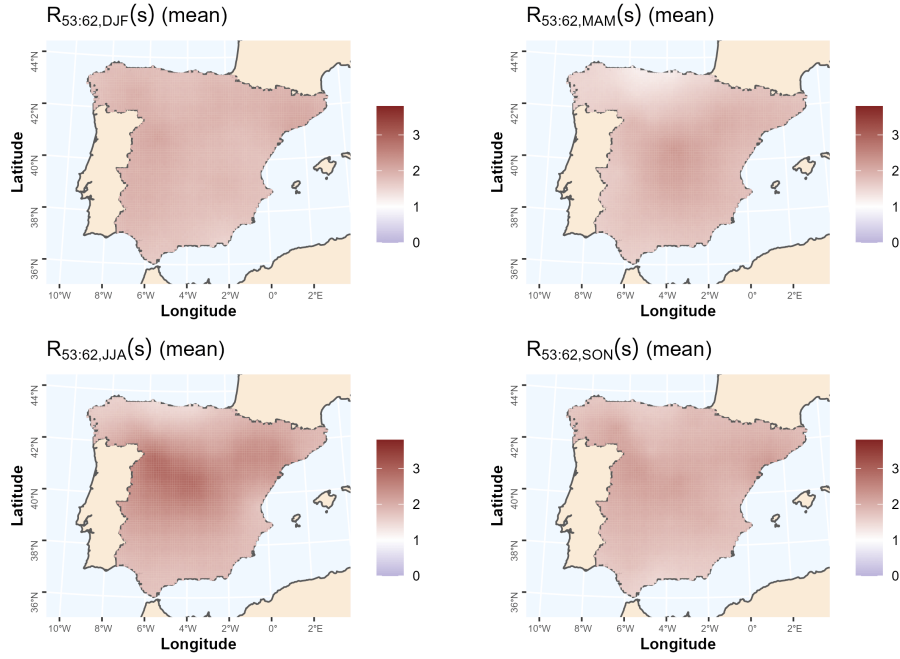 R53:62,DJF(s) (mean)
44°N
42°N
40°N
38°N
36°N
Latitude
10°W 8°W 6°W 4°W 2°W 0° 2°E
Longitude
3
2
1
0
R53:62,MAM(s) (mean)
44°N
42°N
40°N
38°N
36°N
Latitude
10°W 8°W 6°W 4°W 2°W 0° 2°E
Longitude
3
2
1
0
R53:62,JJA(s) (mean)
44°N
42°N
40°N
38°N
36°N
Latitude
10°W 8°W 6°W 4°W 2°W 0° 2°E
Longitude
3
2
1
0
R53:62,SON(s) (mean)
44°N
42°N
40°N
38°N
36°N
Latitude
10°W 8°W 6°W 4°W 2°W 0° 2°E
Longitude
3
2
1
0